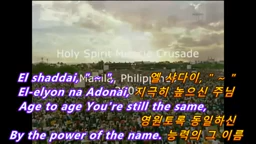 Holy Spirit Miracle Crusade
El shaddai, " ~ ", 엘 샤다이, " ~ "
Manila, Philippines
El-elyon na Adonai, 지극히 높으신 주님
Age to age You're still the same,
영원토록 동일하신
By the power of the name. 능력의 그 이름